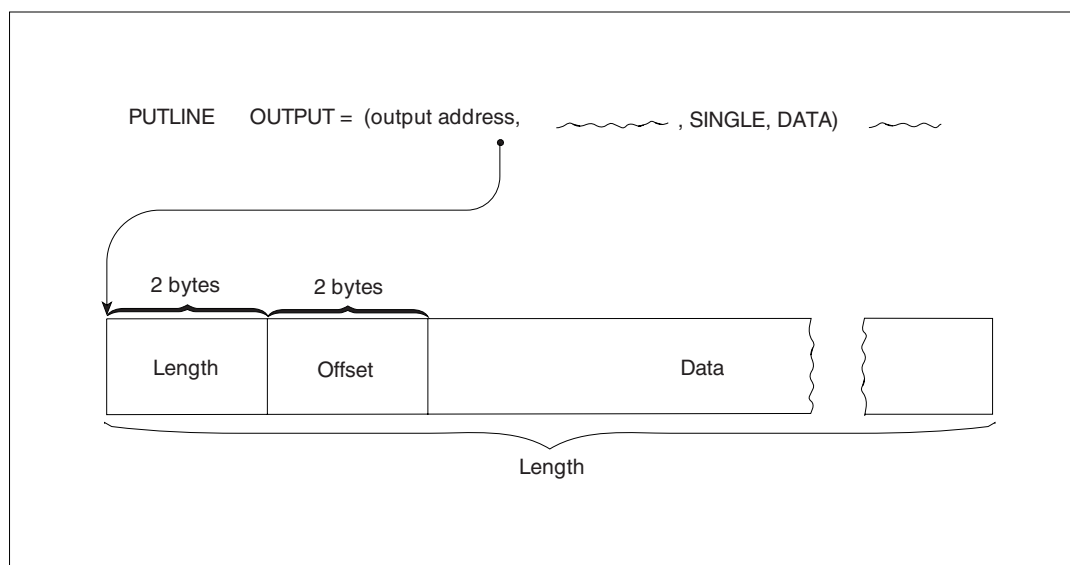 PUTLINE OUTPUT = (output address, , SINGLE, DATA)
2 bytes 2 bytes
Length Offset Data
Length